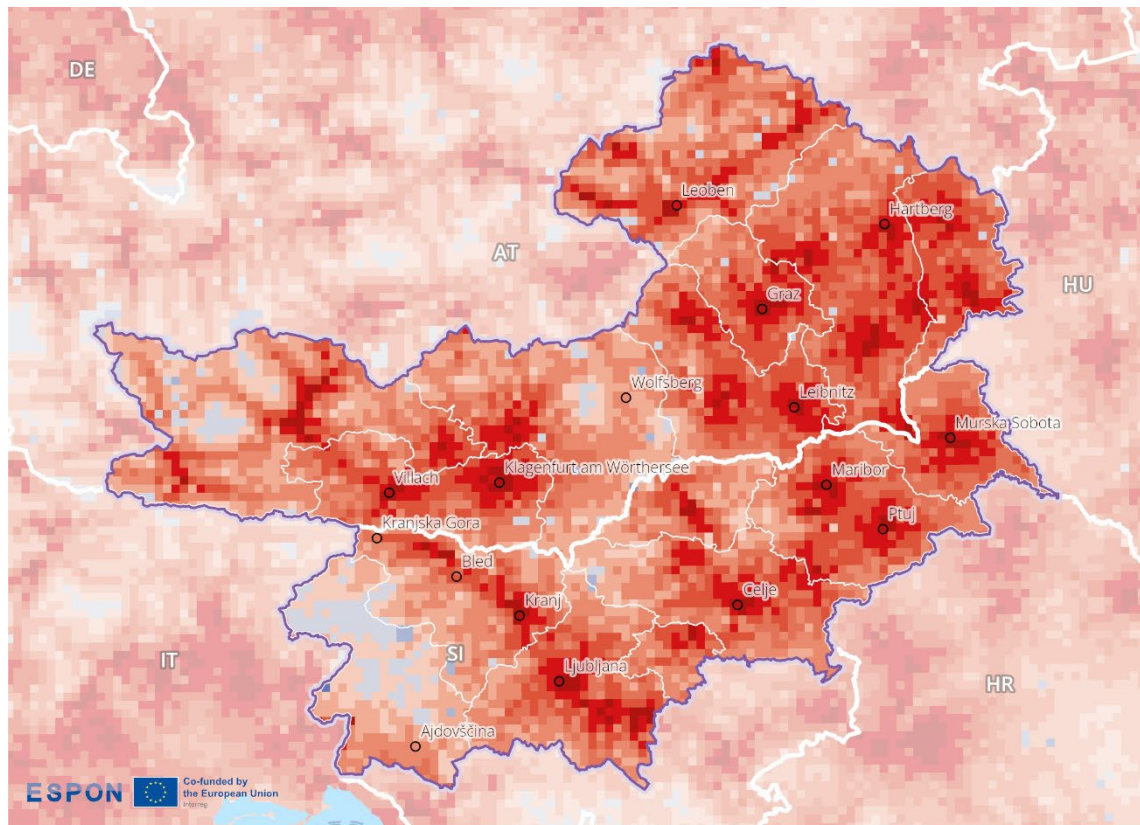 DE
Leoben
Hartberg
AT
HU
Graz
Wolfsberg
Leibnitz
Murska Sobota
Klagenfurt am Wörthersee
Maribor
Villach
Ptuj
Kranjska Gora
Bled
Celje
Kranj
IT
SI
Ljubljana
HR
Ajdovščina
ESPON
Co-funded by
the European Union
Interreg